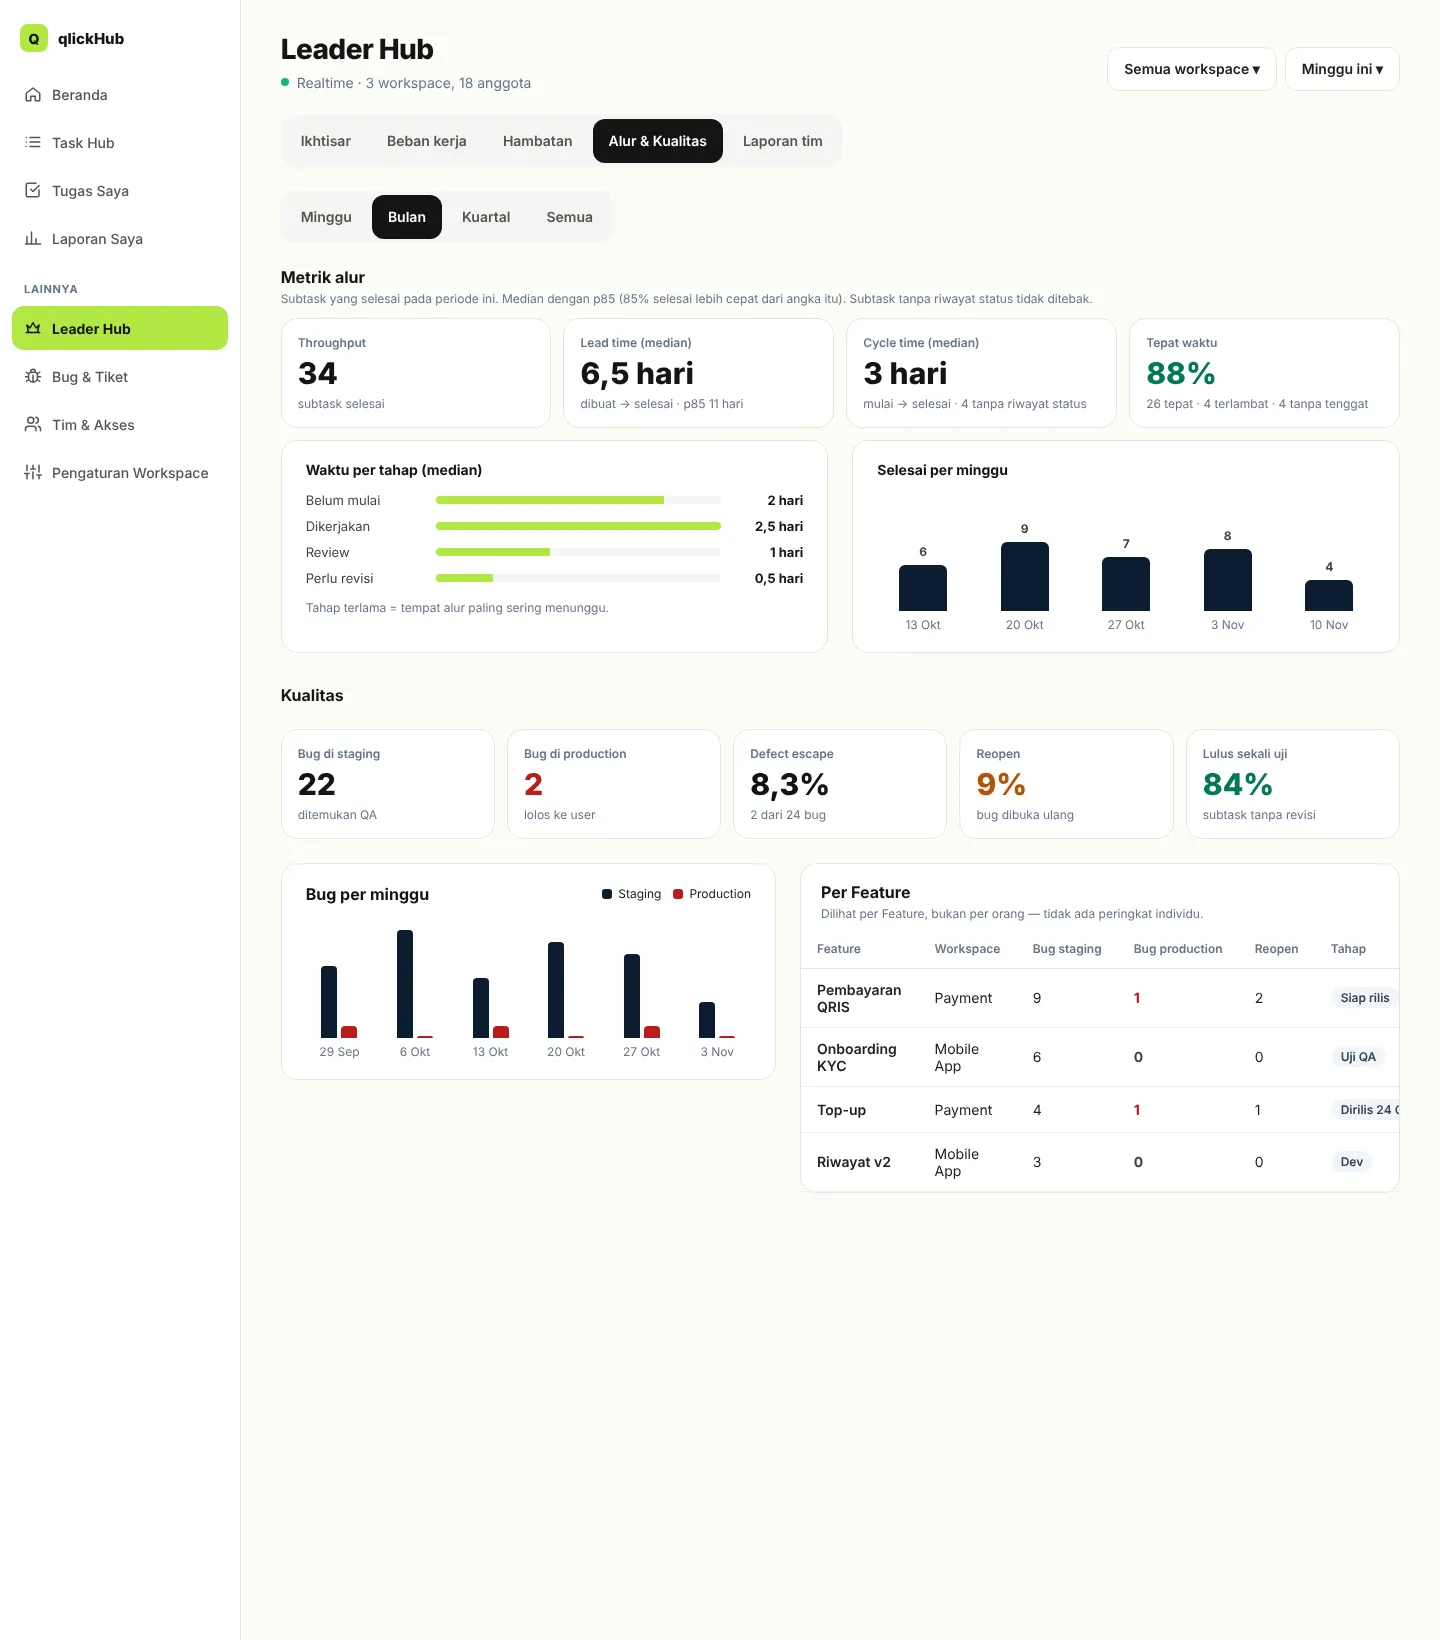 Q qlickHub
Beranda
Task Hub
Tugas Saya
Laporan Saya
LAINNYA
Leader Hub
Bug & Tiket
Tim & Akses
Pengaturan Workspace
Leader Hub
Realtime · 3 workspace, 18 anggota
Semua workspace ▾ Minggu ini ▾
Ikhtisar Beban kerja Hambatan Alur & Kualitas Laporan tim
Minggu Bulan Kuartal Semua
Metrik alur
Subtask yang selesai pada periode ini. Median dengan p85 (85% selesai lebih cepat dari angka itu). Subtask tanpa riwayat status tidak ditebak.
Throughput
34
subtask selesai
Lead time (median)
6,5 hari
dibuat → selesai · p85 11 hari
Cycle time (median)
3 hari
mulai → selesai · 4 tanpa riwayat status
Tepat waktu
88%
26 tepat · 4 terlambat · 4 tanpa tenggat
Waktu per tahap (median)
Belum mulai 2 hari
Dikerjakan 2,5 hari
Review 1 hari
Perlu revisi 0,5 hari
Tahap terlama = tempat alur paling sering menunggu.
Selesai per minggu
6 9 7 8 4
13 Okt 20 Okt 27 Okt 3 Nov 10 Nov
Kualitas
Bug di staging
22
ditemukan QA
Bug di production
2
lolos ke user
Defect escape
8,3%
2 dari 24 bug
Reopen
9%
bug dibuka ulang
Lulus sekali uji
84%
subtask tanpa revisi
Bug per minggu
Staging Production
29 Sep 6 Okt 13 Okt 20 Okt 27 Okt 3 Nov
Per Feature
Dilihat per Feature, bukan per orang — tidak ada peringkat individu.
Feature Workspace Bug staging Bug production Reopen Tahap
Pembayaran QRIS Payment 9 1 2 Siap rilis
Onboarding KYC Mobile App 6 0 0 Uji QA
Top-up Payment 4 1 1 Dirilis 24
Riwayat v2 Mobile App 3 0 0 Dev